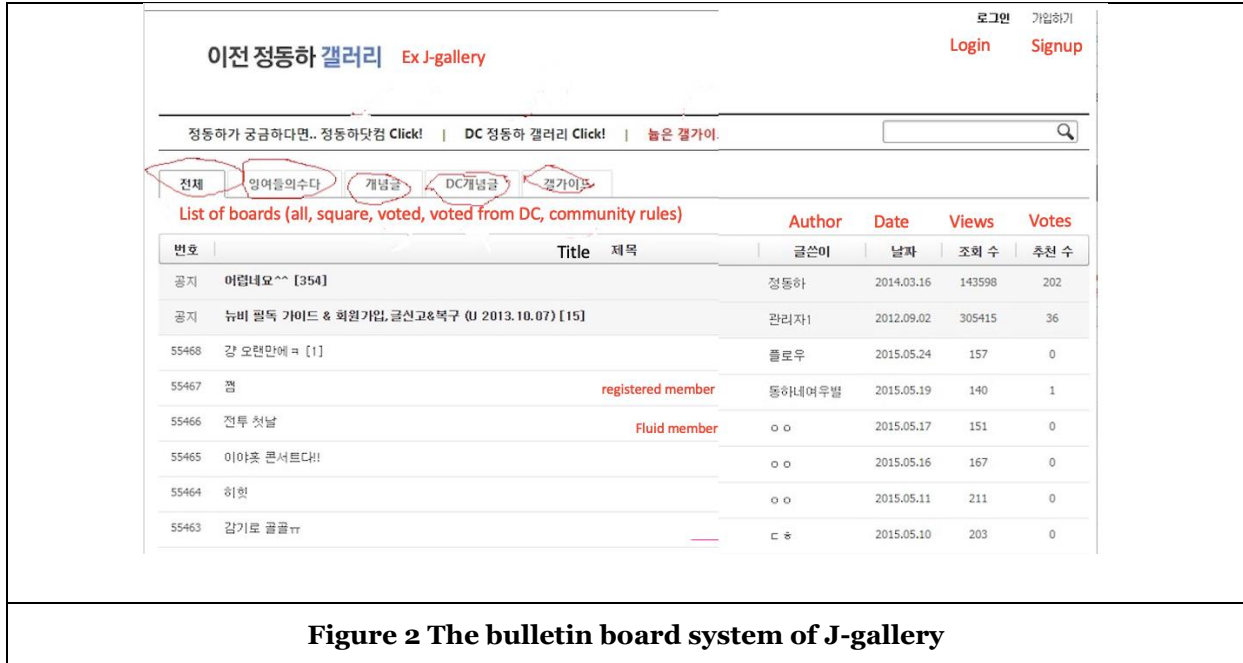 로그인 가입하기
이전 정동하 갤러리 Ex J-gallery Login Signup
정동하가 궁금하다면.. 정동하닷컴 Click! | DC 정동하 갤러리 Click! | 늡은 갤가이
전체 잉여들의수다 개념글 DC개념글 갤가이드
List of boards (all, square, voted, voted from DC, community rules) Author Date Views Votes
번호 Title 제목 글쓴이 날짜 조회 수 추천 수
공지 어렵네요^^ [354] 정동하 2014.03.16 143598 202
공지 뉴비 필독 가이드 & 회원가입,글신고&복구 (U 2013.10.07) [15] 관리자1 2012.09.02 305415 36
55468 걍 오랜만에ㅋ [1] 플로우 2015.05.24 157 0
55467 쨈 registered member 동하네여우별 2015.05.19 140 1
55466 전투 첫날 Fluid member ㅇㅇ 2015.05.17 151 0
55465 이야홋 콘서트다!! ㅇㅇ 2015.05.16 167 0
55464 히힛 ㅇㅇ 2015.05.11 211 0
55463 감기로 골골ㅠ ㄷㅎ 2015.05.10 203 0
Figure 2 The bulletin board system of J-gallery